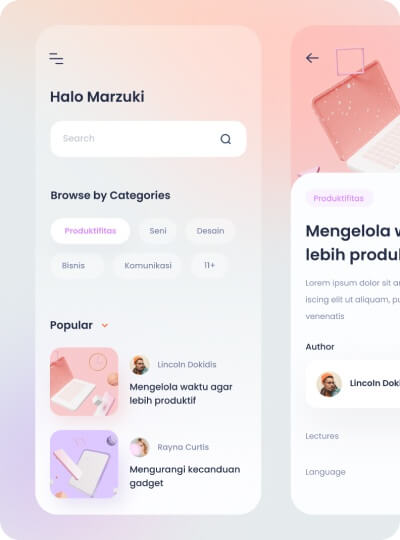 Halo Marzuki
Search
Browse by Categories
Produktifitas
Seni
Desain
Bisnis
Komunikasi
11+
Popular
Lincoln Dokidis
Mengelola waktu agar
lebih produktif
Rayna Curtis
Mengurangi kecanduan
gadget
Produktifitas
Mengelola
lebih produ
Lorem ipsum dolor sit
iscing elit ut aliquam,
venenatis
Author
Lincoln Doki
Lectures
Language